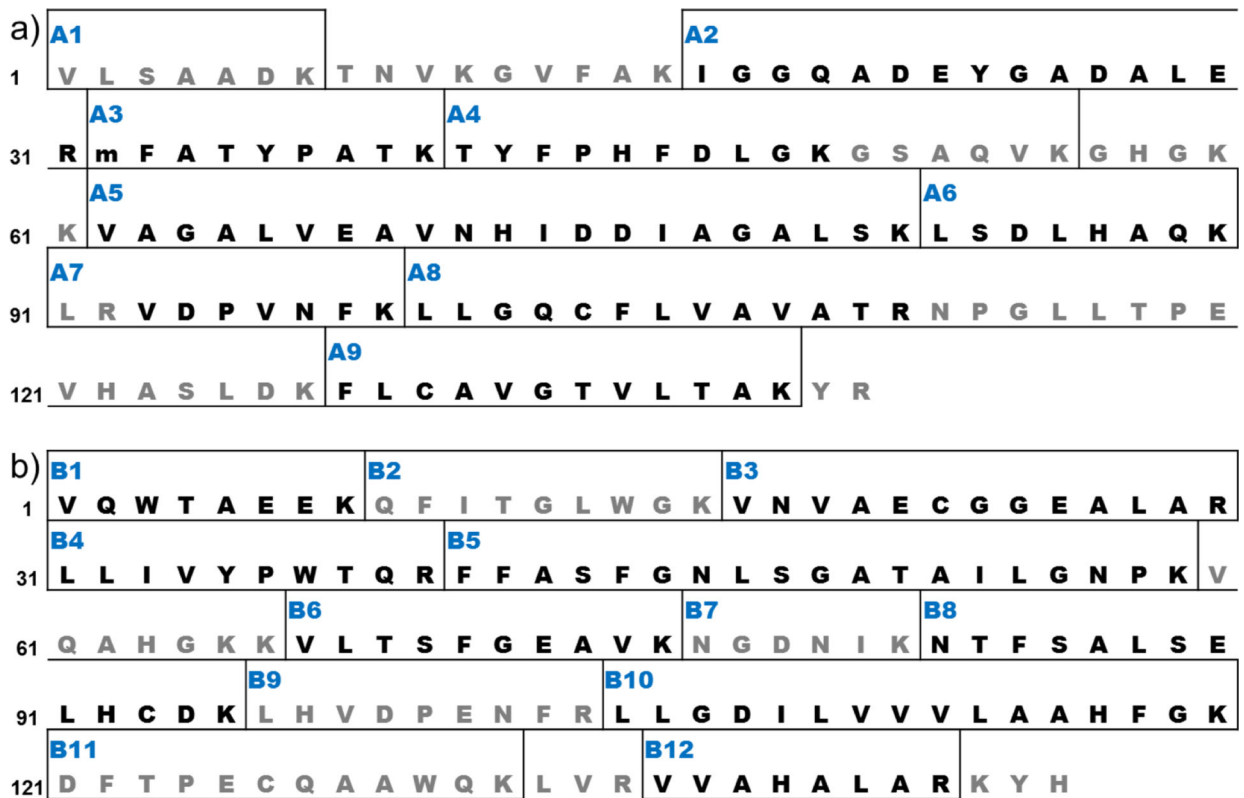 a) A1 A2
1 V L S A A D K T N V K G V F A K I G G Q A D E Y G A D A L E
A3 A4
31 R m F A T Y P A T K T Y F P H F D L G K G S A Q V K G H G K
A5 A6
61 K V A G A L V E A V N H I D D I A G A L S K L S D L H A Q K
A7 A8
91 L R V D P V N F K L L G Q C F L V A V A T R N P G L L T P E
A9
121 V H A S L D K F L C A V G T V L T A K Y R
b) B1 B2 B3
1 V Q W T A E E K Q F I T G L W G K V N V A E C G G E A L A R
B4 B5
31 L L I V Y P W T Q R F F A S F G N L S G A T A I L G N P K V
B6 B7 B8
61 Q A H G K K V L T S F G E A V K N G D N I K N T F S A L S E
B9 B10
91 L H C D K L H V D P E N F R L L G D I L V V V L A A H F G K
B11 B12
121 D F T P E C Q A A W Q K L V R V V A H A L A R K Y H